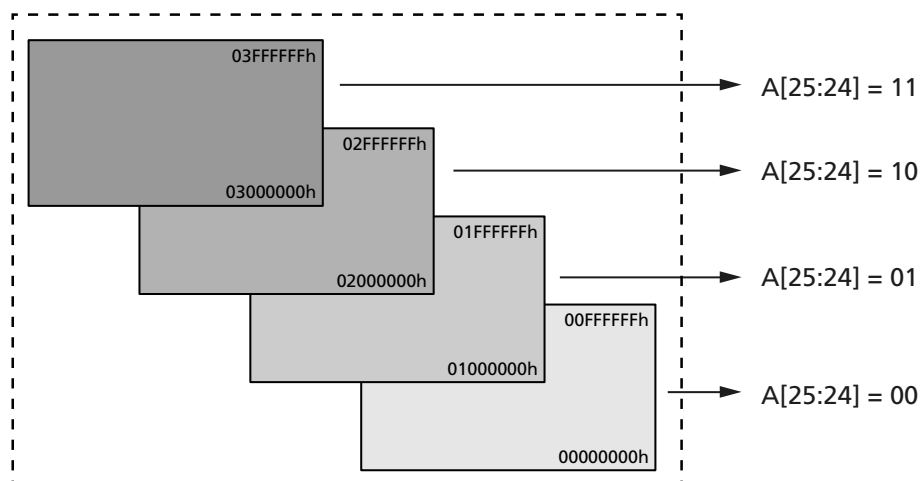 03FFFFFFh
A[25:24] = 11
02FFFFFFh
A[25:24] = 10
03000000h
01FFFFFFh
A[25:24] = 01
02000000h
00FFFFFFh
01000000h
A[25:24] = 00
00000000h